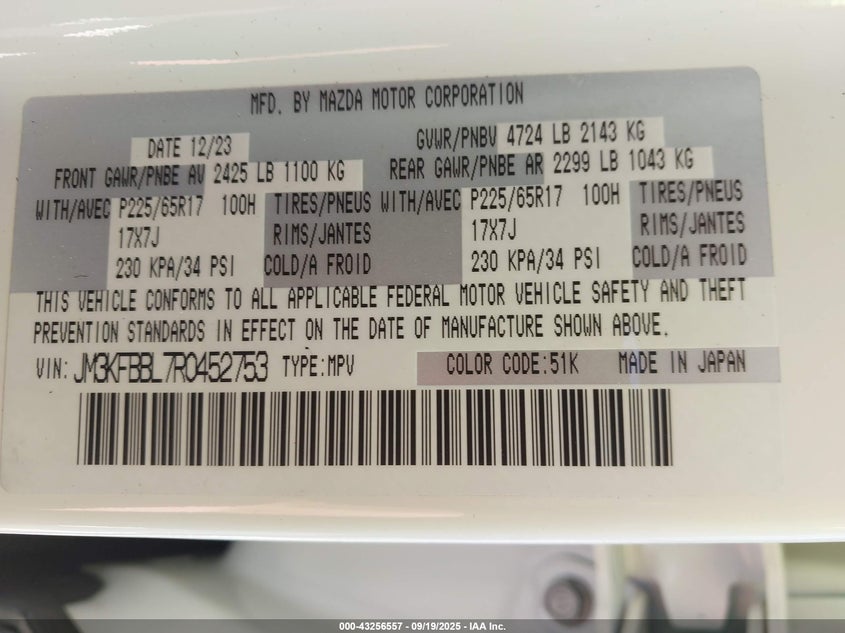 MFD. BY MAZDA MOTOR CORPORATION
DATE 12/23 GVWR/PNBV 4724 LB 2143 KG
FRONT GAWR/PNBE AV 2425 LB 1100 KG REAR GAWR/PNBE AR 2299 LB 1043 KG
WITH/AVEC P225/65R17 100H TIRES/PNEUS WITH/AVEC P225/65R17 100H TIRES/PNEUS
17X7J RIMS/JANTES 17X7J RIMS/JANTES
230 KPA/34 PSI COLD/A FROID 230 KPA/34 PSI COLD/A FROID
THIS VEHICLE CONFORMS TO ALL APPLICABLE FEDERAL MOTOR VEHICLE SAFETY AND THEFT
PREVENTION STANDARDS IN EFFECT ON THE DATE OF MANUFACTURE SHOWN ABOVE.
VIN: JM3KFBBL7R0452753 TYPE:MPV COLOR CODE:51K MADE IN JAPAN
000-43256557 - 09/19/2025 - IAA Inc.